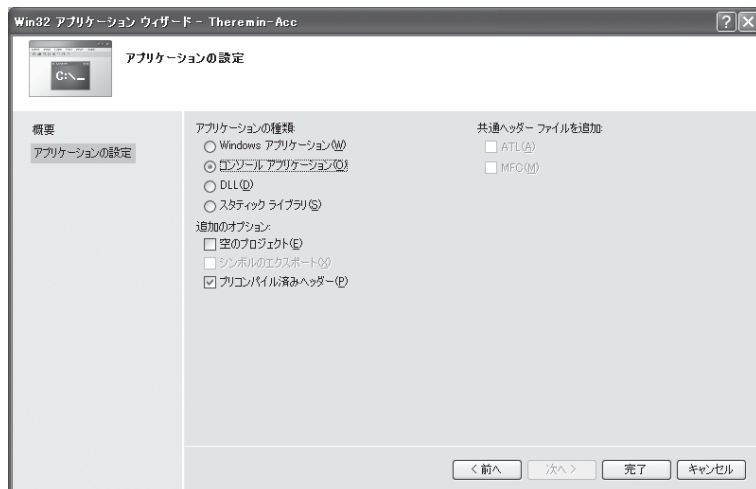 Win32 アプリケーション ウィザード - Theremin-Acc
C:\_
アプリケーションの設定
概要
アプリケーションの設定
アプリケーションの種類:
Windows アプリケーション(W)
コンソール アプリケーション(O)
DLL(D)
スタティック ライブラリ(S)
追加のオプション:
空のプロジェクト(E)
シンボルのエクスポート(X)
プリコンパイル済みヘッダー(P)
共通ヘッダー ファイルを追加:
ATL(A)
MFC(M)
< 前へ
次へ >
完了
キャンセル